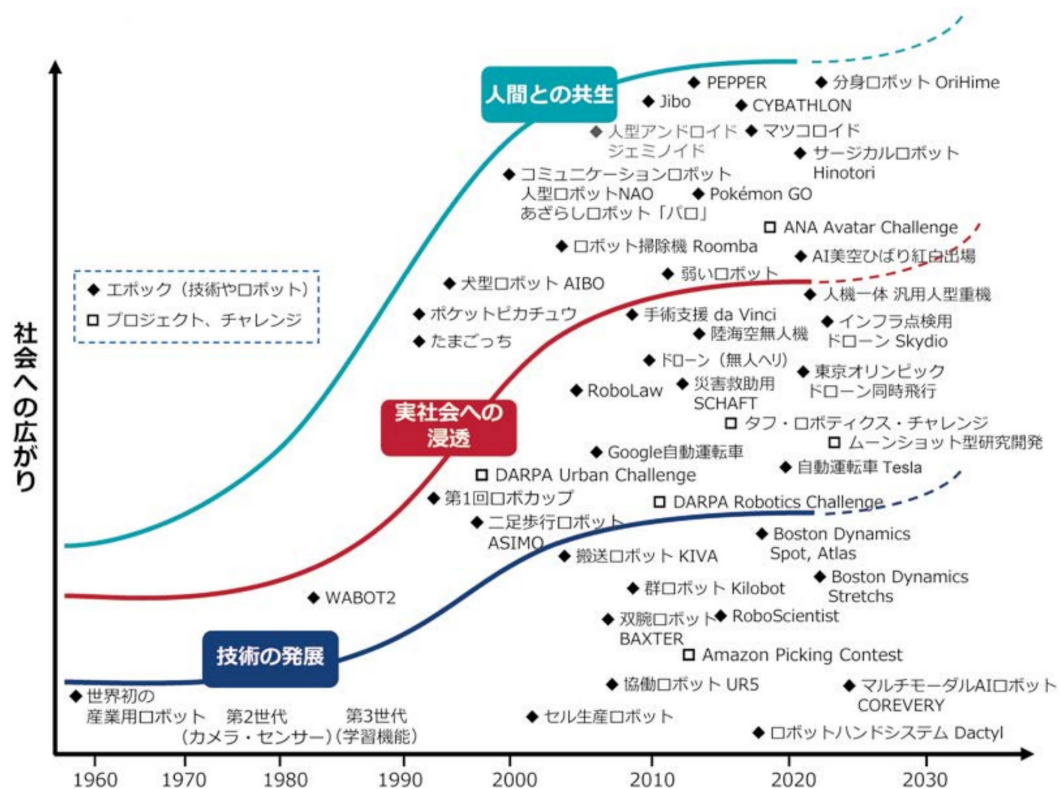 人間との共生
PEPPER
分身ロボット OriHime
Jibo
CYBATHLON
人型アンドロイド
ジェミノイド
マツコロイド
サージカルロボット
Hinotori
コミュニケーションロボット
人型ロボットNAO
あざらしロボット「パロ」
Pokémon GO
ANA Avatar Challenge
ロボット掃除機 Roomba
AI美空ひばり紅白出場
犬型ロボット AIBO
弱いロボット
エポック（技術やロボット）
プロジェクト、チャレンジ
人機一体 汎用人型重機
ポケットピカチュウ
手術支援 da Vinci
インフラ点検用
ドローン Skydio
たまごっち
陸海空無人機
ドローン（無人ヘリ）
東京オリンピック
ドローン同時飛行
RoboLaw
災害救助用
SCHAFT
社会への広がり
実社会への
浸透
タフ・ロボティクス・チャレンジ
ムーンショット型研究開発
Google自動運転車
自動運転車 Tesla
DARPA Urban Challenge
第1回ロボカップ
DARPA Robotics Challenge
二足歩行ロボット
ASIMO
Boston Dynamics
Spot, Atlas
搬送ロボット KIVA
Boston Dynamics
Stretchs
群ロボット Kilobot
WABOT2
双腕ロボット
BAXTER
RoboScientist
技術の発展
Amazon Picking Contest
協働ロボット UR5
マルチモーダルAIロボット
COREVERY
世界初の
産業用ロボット
第2世代
（カメラ・センサー）
第3世代
（学習機能）
セル生産ロボット
ロボットハンドシステム Dactyl
1960
1970
1980
1990
2000
2010
2020
2030